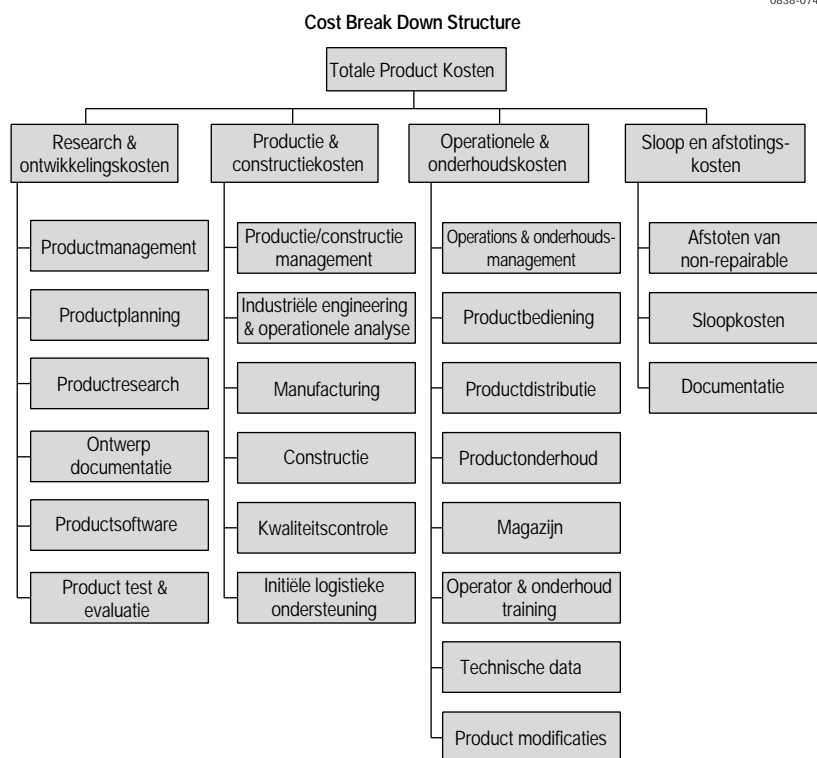 Cost Break Down Structure
Totale Product Kosten
Research &
ontwikkelingskosten
Productmanagement
Productplanning
Productresearch
Ontwerp
documentatie
Productsoftware
Product test &
evaluatie
Productie &
constructiekosten
Productie/constructie
management
Industriële engineering
& operationele analyse
Manufacturing
Constructie
Kwaliteitscontrole
Initiële logistieke
ondersteuning
Operationele &
onderhoudskosten
Operations & onderhouds-
management
Productbediening
Productdistributie
Productonderhoud
Magazijn
Operator & onderhoud
training
Technische data
Product modificaties
Sloop en afstotings-
kosten
Afstoten van
non-repairable
Sloopkosten
Documentatie